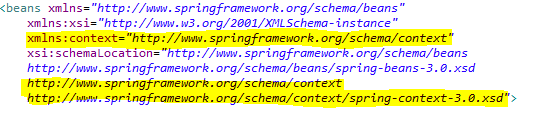 <beans xmlns="http://www.springframework.org/schema/beans"
xmlns:xsi="http://www.w3.org/2001/XMLSchema-instance"
xmlns:context="http://www.springframework.org/schema/context"
xsi:schemaLocation="http://www.springframework.org/schema/beans
http://www.springframework.org/schema/beans/spring-beans-3.0.xsd
http://www.springframework.org/schema/context
http://www.springframework.org/schema/context/spring-context-3.0.xsd">